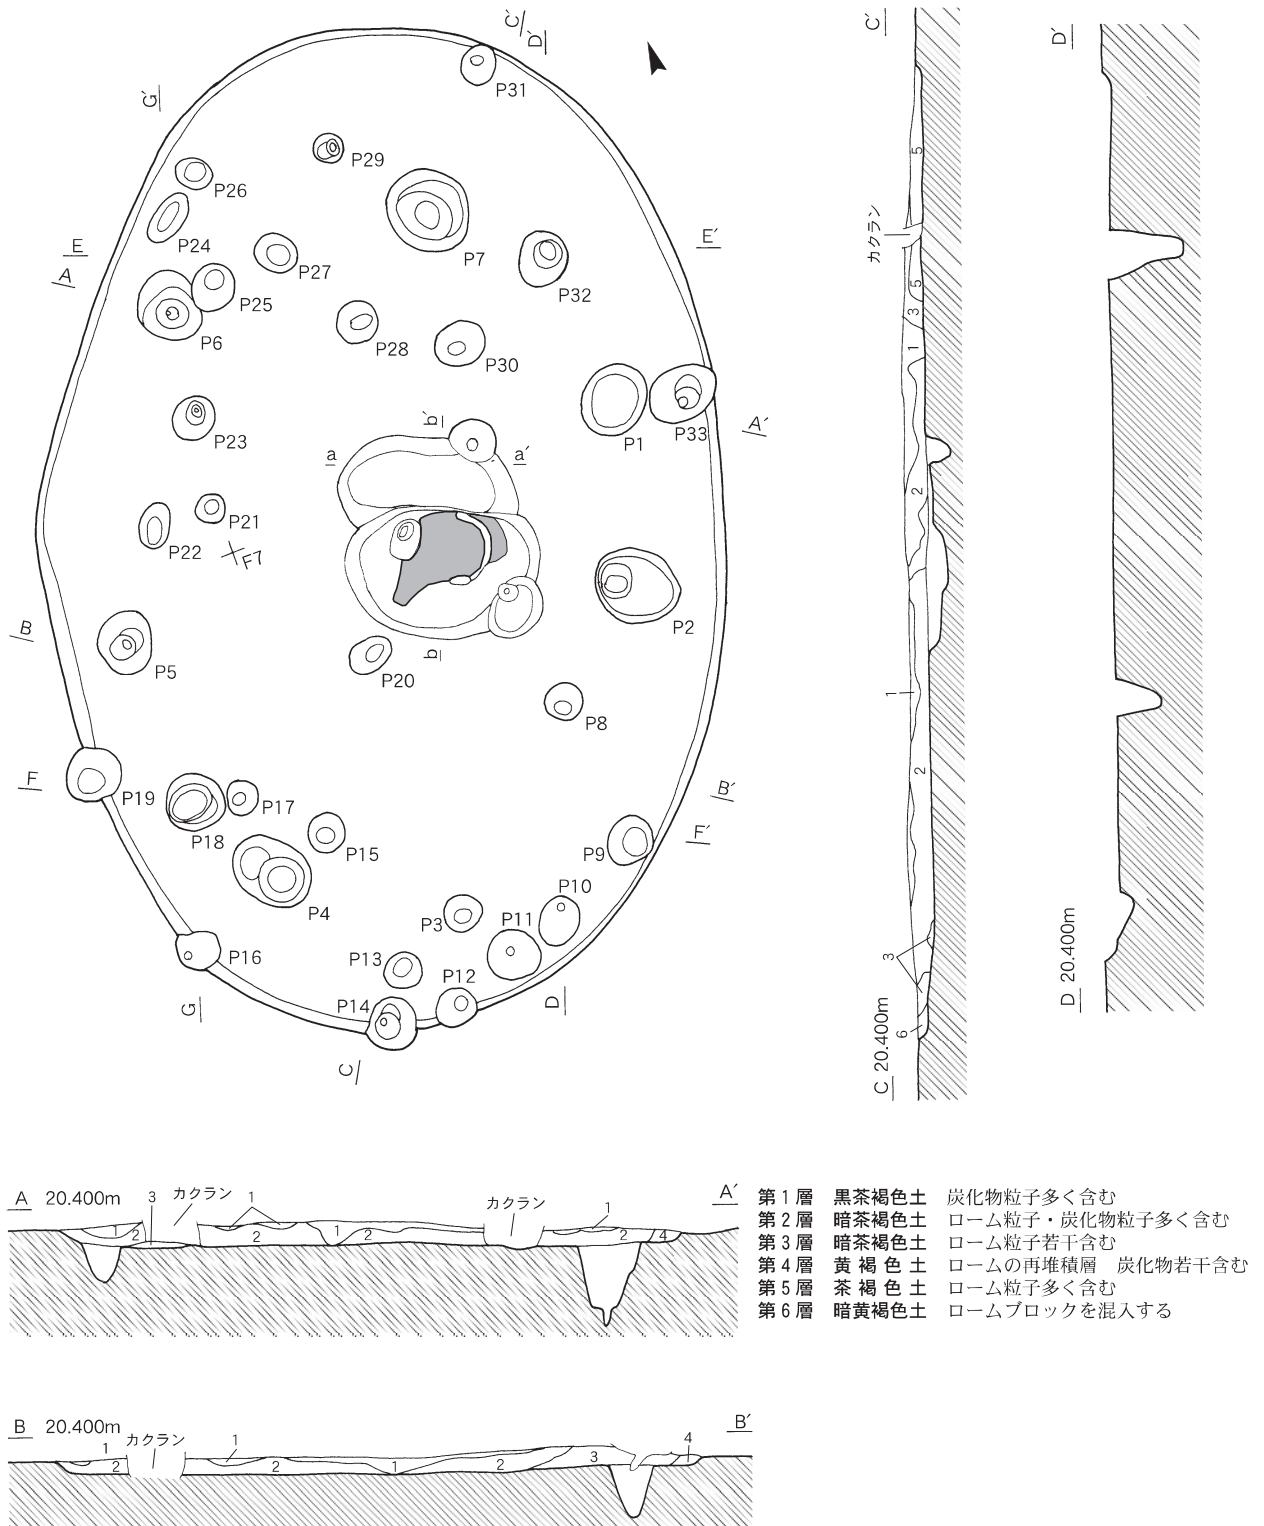 C′
D′
G′
P31
P29
P26
P24
P7
E
A
E′
P27
P32
P25
P6
P28
P30
P23
P1
P33
A′
b′
a
a′
P21
P22
F7
P2
B
P5
b
P20
P8
F
P19
P17
P18
P15
B′
F′
P9
P4
P10
P3
P11
P16
P13
P12
P14
G
D
C
C′
5
カクラン
5
3
1
2
1
2
3
6
C 20.400m
D′
D 20.400m
A 20.400m
3
カクラン
1
カクラン
1
A′
1
2
2
1
2
2
4
第1層 黒茶褐色土 炭化物粒子多く含む
第2層 暗茶褐色土 ローム粒子・炭化物粒子多く含む
第3層 暗茶褐色土 ローム粒子若干含む
第4層 黄褐色土 ロームの再堆積層 炭化物若干含む
第5層 茶褐色土 ローム粒子多く含む
第6層 暗黄褐色土 ロームブロックを混入する
B 20.400m
1
カクラン
1
4
B′
2
2
1
2
3